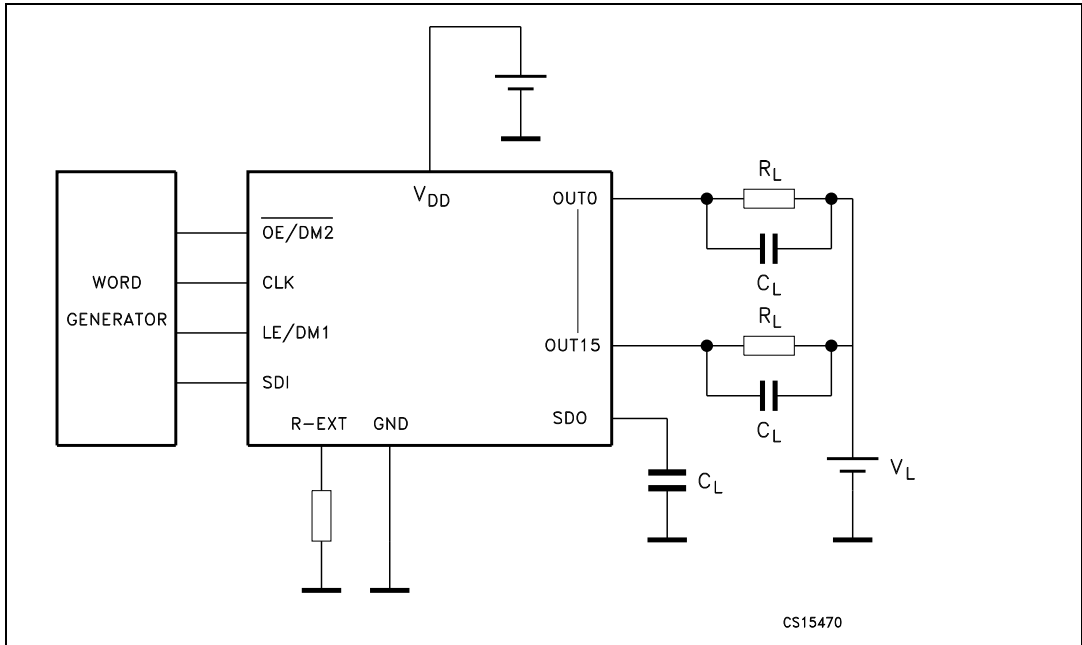 V_DD
OUT0
R_L
C_L
OE/DM2
CLK
LE/DM1
SDI
WORD
GENERATOR
R_L
OUT15
C_L
SDO
R-EXT GND
C_L
V_L
CS15470